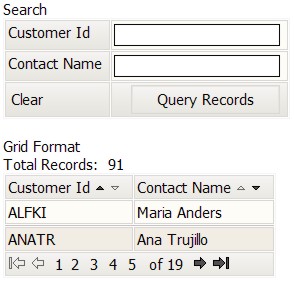 Search
Customer Id
Contact Name
Clear Query Records
Grid Format
Total Records: 91
Customer Id Contact Name
ALFKI Maria Anders
ANATR Ana Trujillo
1 2 3 4 5 of 19